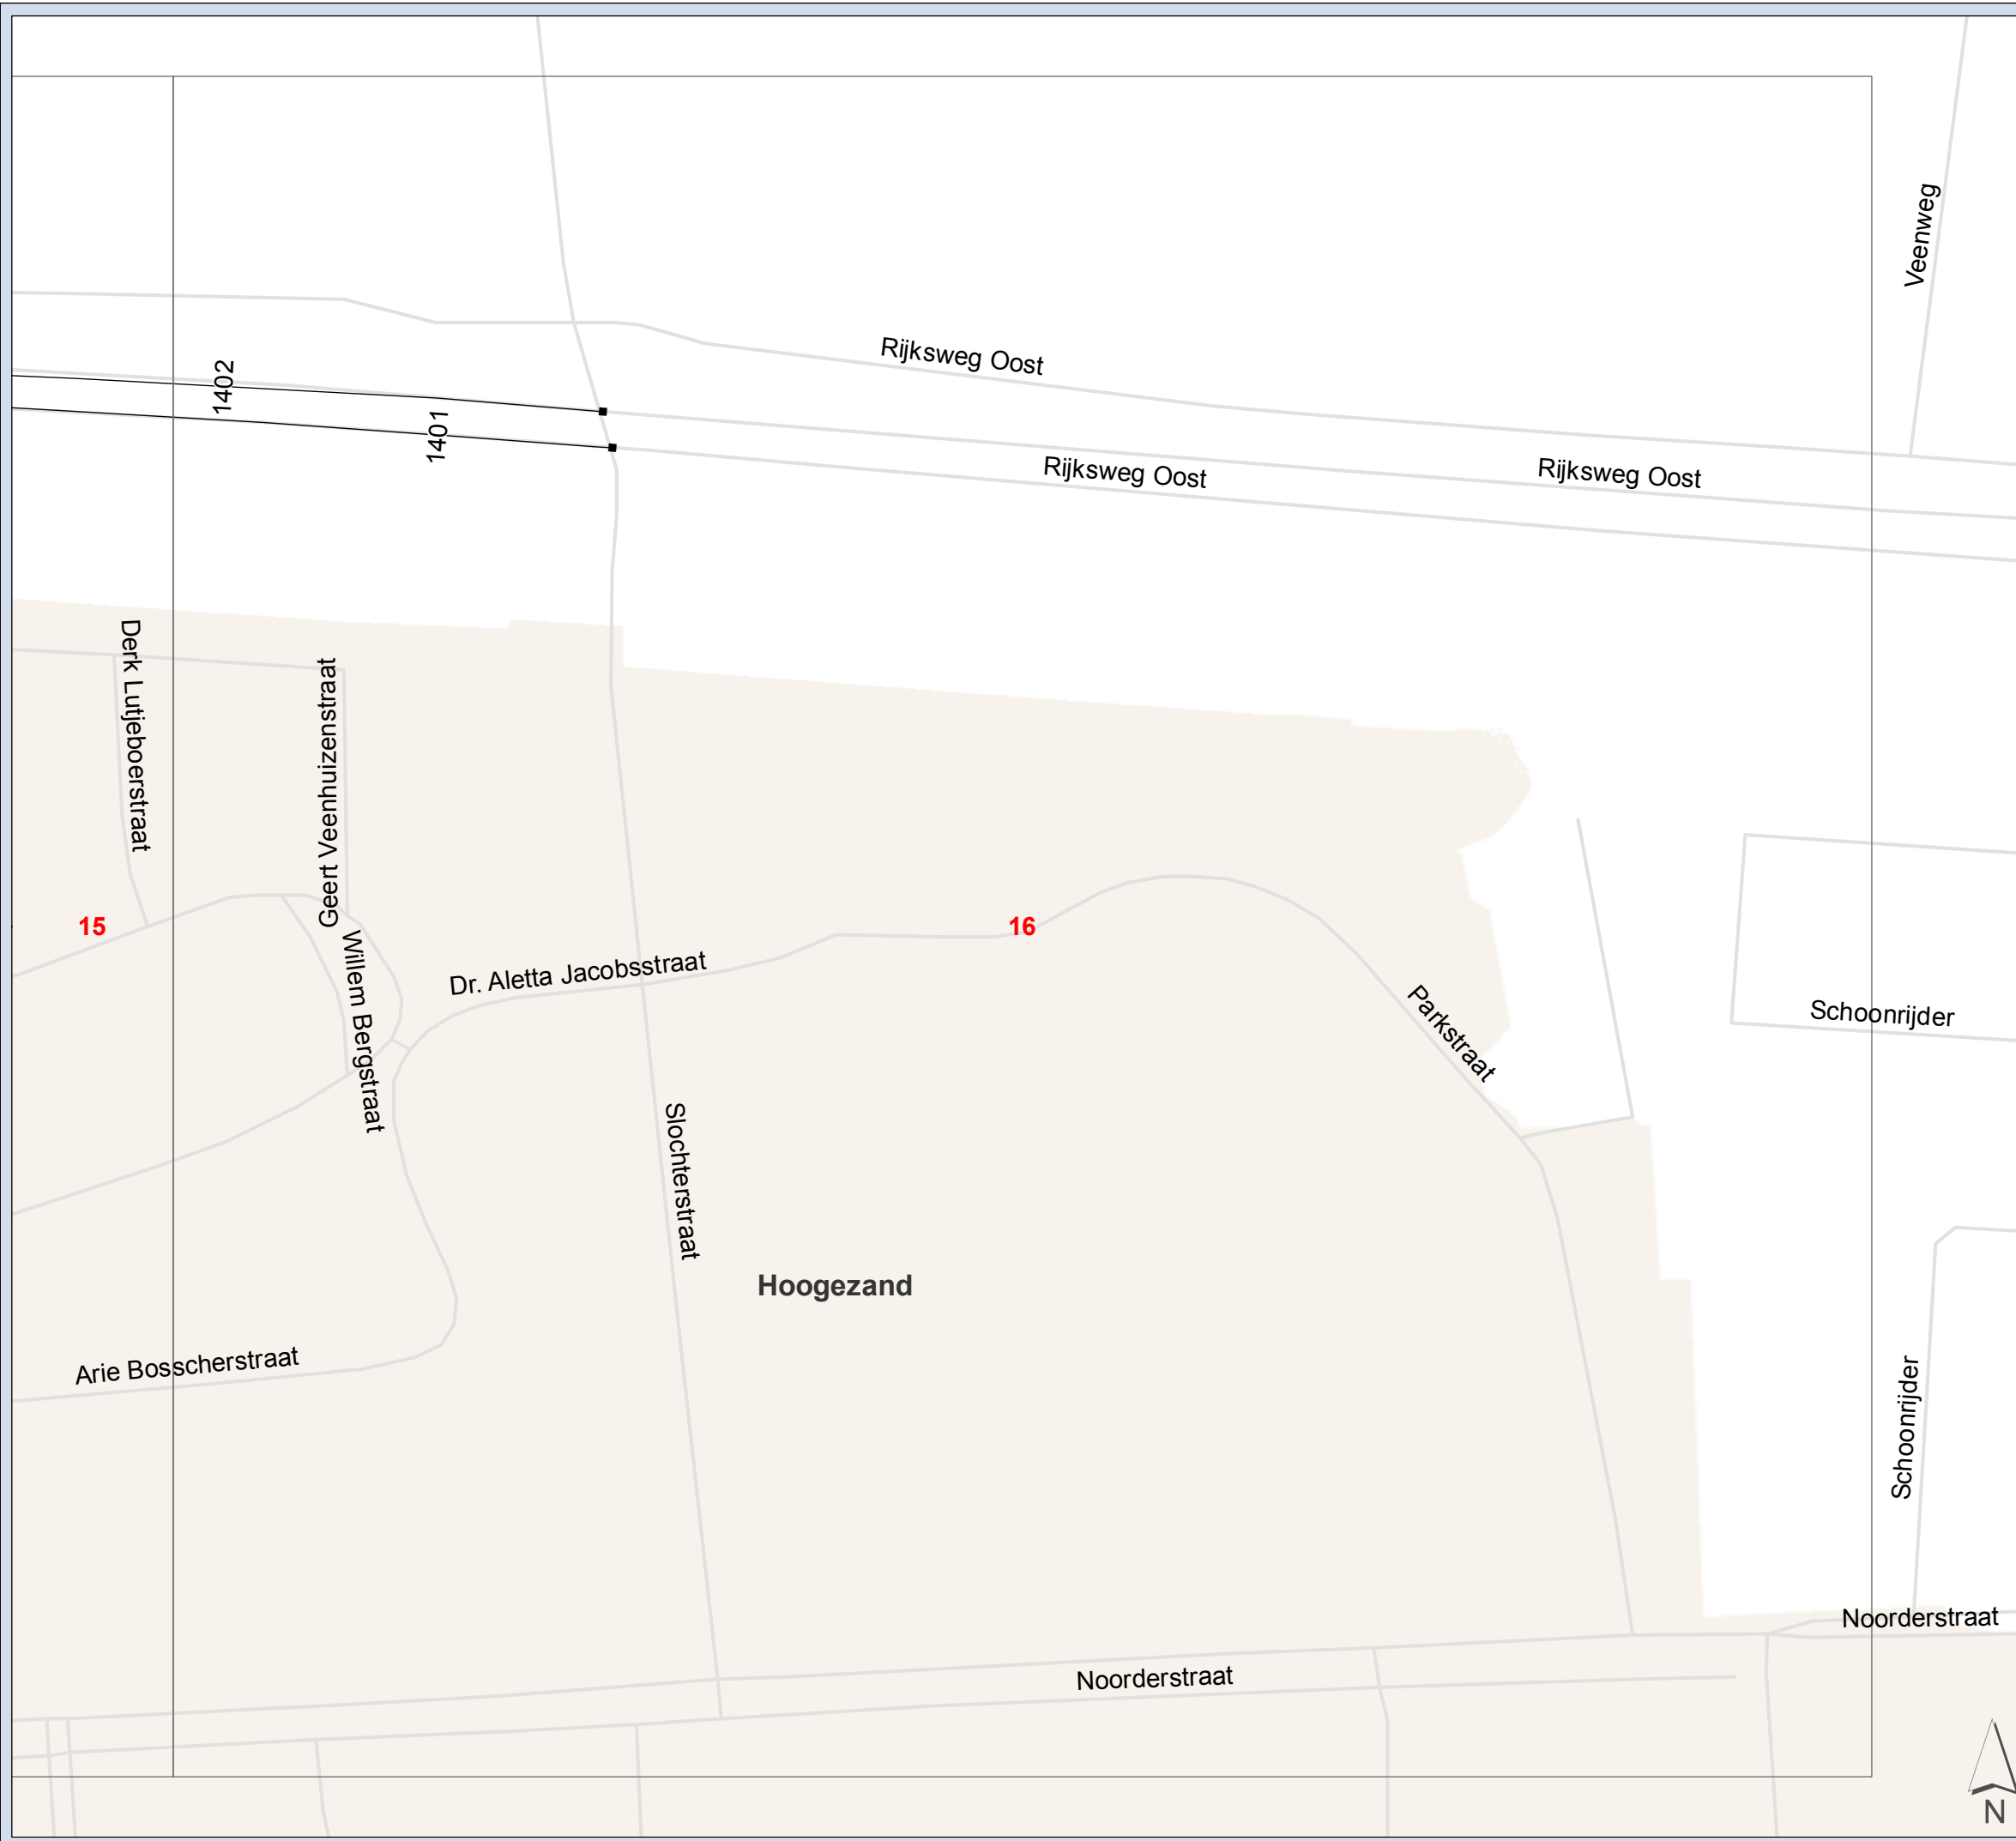 Veenweg
Rijksweg Oost
1402
1401
Rijksweg Oost
Rijksweg Oost
Derk Lutjeboerstraat
Geert Veenhuizenstraat
15
16
Willem Bergstraat
Dr. Aletta Jacobsstraat
Parkstraat
Schoonrijder
Slochterstraat
Hoogezand
Arie Bosscherstraat
Schoonrijder
Noorderstraat
Noorderstraat
N